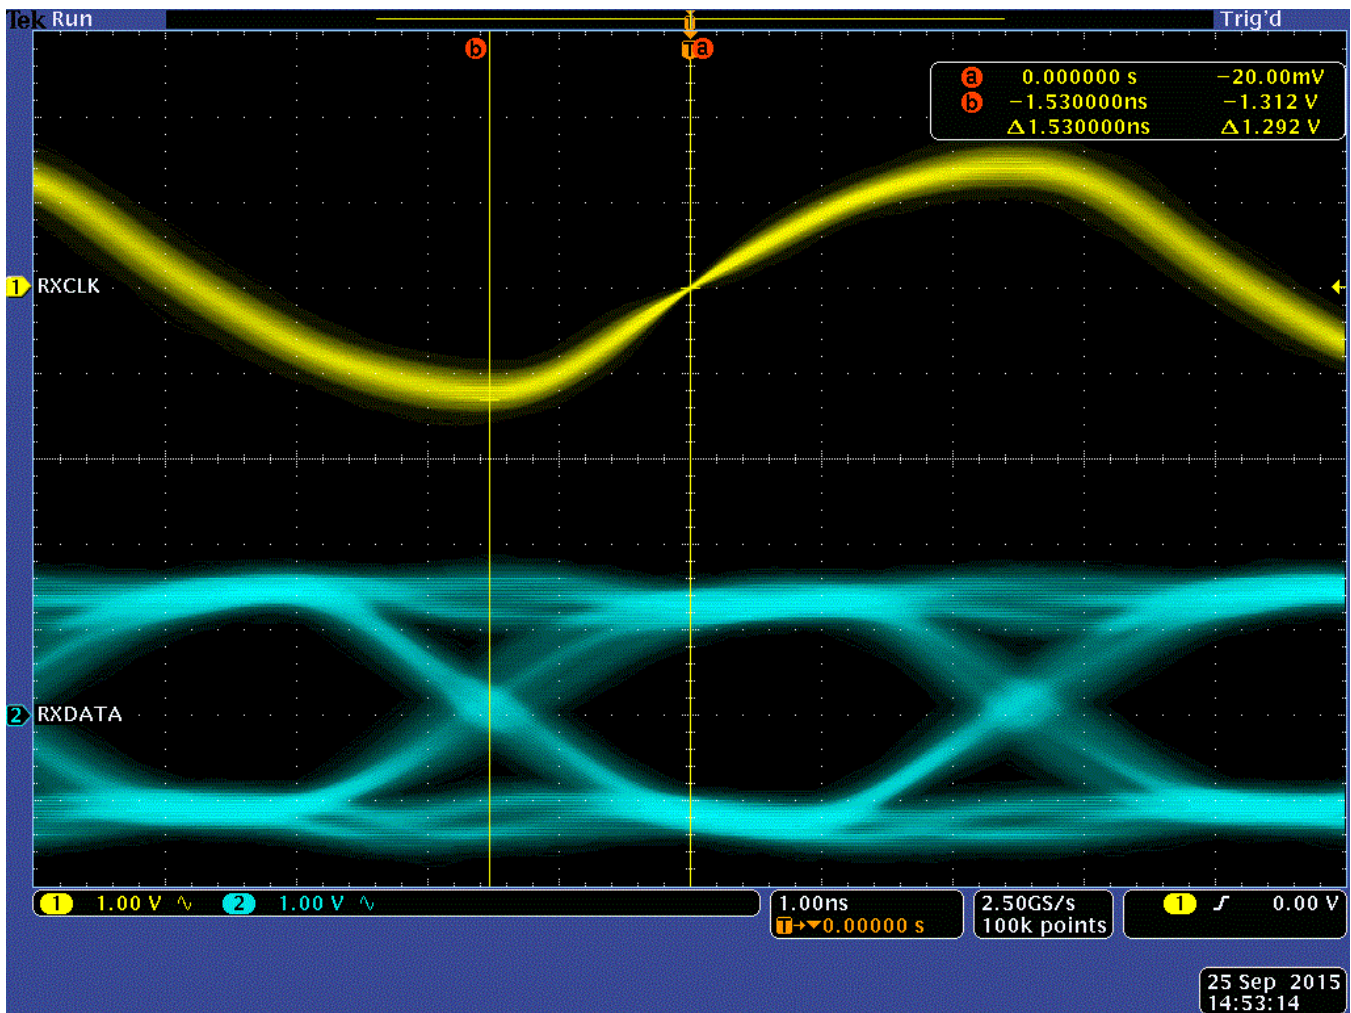 Tek Run Trig'd
1
b T a
a 0.000000 s −20.00mV
b −1.530000ns −1.312 V
Δ1.530000ns Δ1.292 V
1 RXCLK
2 RXDATA
1 1.00 V ∿ 2 1.00 V ∿
1.00ns 2.50GS/s 1 0.00 V
T→▼0.00000 s 100k points
25 Sep 2015
14:53:14